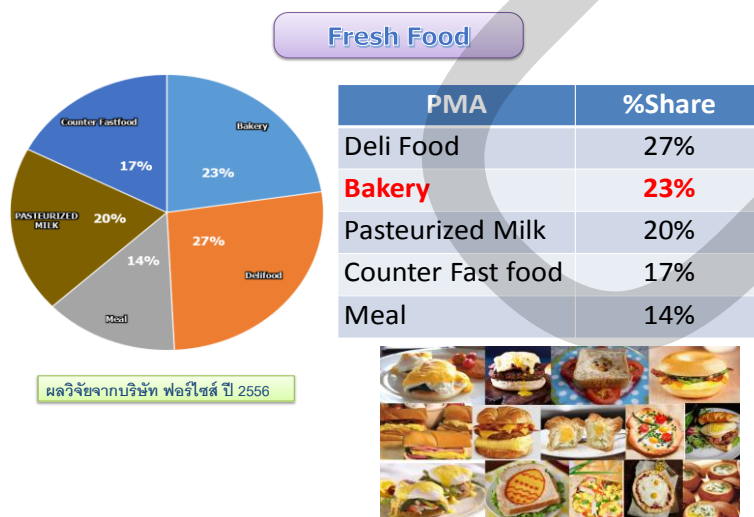 Fresh Food
Counter Fastfood
17%
Bakery
23%
PASTEURIZED
MILK
20%
27%
Delifood
14%
Meal
PMA %Share
Deli Food 27%
Bakery 23%
Pasteurized Milk 20%
Counter Fast food 17%
Meal 14%
ผลวิจัยจากบริษัท ฟอร์ไซส์ ปี 2556